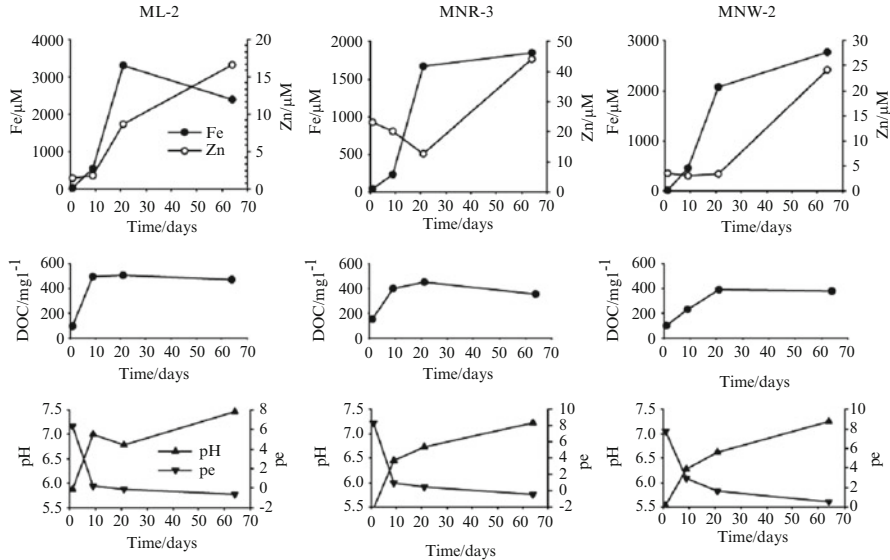 ML-2 MNR-3 MNW-2
4000 20 2000 50 3000 30
3000 15 1500 40 2000 25
2000 10 1000 30 1000 20
1000 5 500 20 0 15
0 0 0 10 10
0 5
0
Fe/µM Zn/µM Fe/µM Zn/µM Fe/µM Zn/µM
Fe
Zn
0 10 20 30 40 50 60 70 0 10 20 30 40 50 60 70 0 10 20 30 40 50 60 70
Time/days Time/days Time/days
600 600 600
400 400 400
200 200 200
0 0 0
DOC/mg1-1 DOC/mg1-1 DOC/mg1-1
0 10 20 30 40 50 60 70 0 10 20 30 40 50 60 70 0 10 20 30 40 50 60 70
Time/days Time/days Time/days
7.5 8 7.5 10 7.5 10
7.0 6 7.0 8 7.0 8
6.5 4 6.5 6 6.5 6
6.0 2 6.0 4 6.0 4
5.5 0 5.5 2 5.5 2
-2 0 0
-2
pH pe pH pe pH pe
pH
pe
0 10 20 30 40 50 60 70 0 10 20 30 40 50 60 70 0 10 20 30 40 50 60 70
Time/days Time/days Time/days